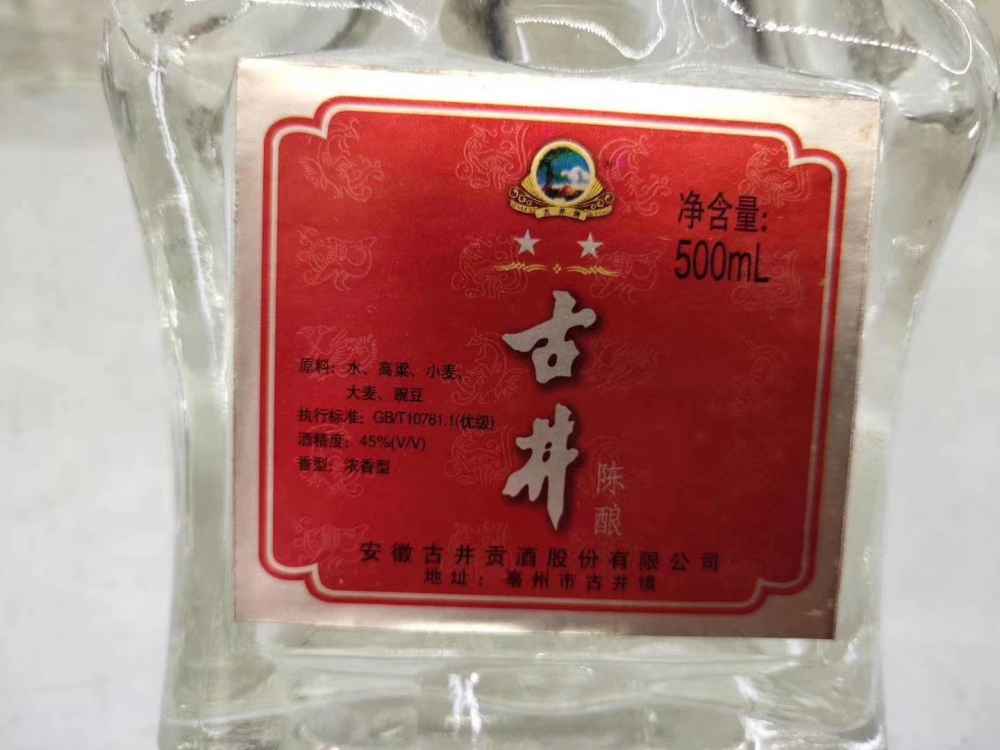 净含量:
500mL
古
井
陈
酿
原料: 水、高粱、小麦、
大麦、豌豆
执行标准: GB/T10781.1(优级)
酒精度: 45%(V/V)
香型: 浓香型
安徽古井贡酒股份有限公司
地址: 亳州市古井镇